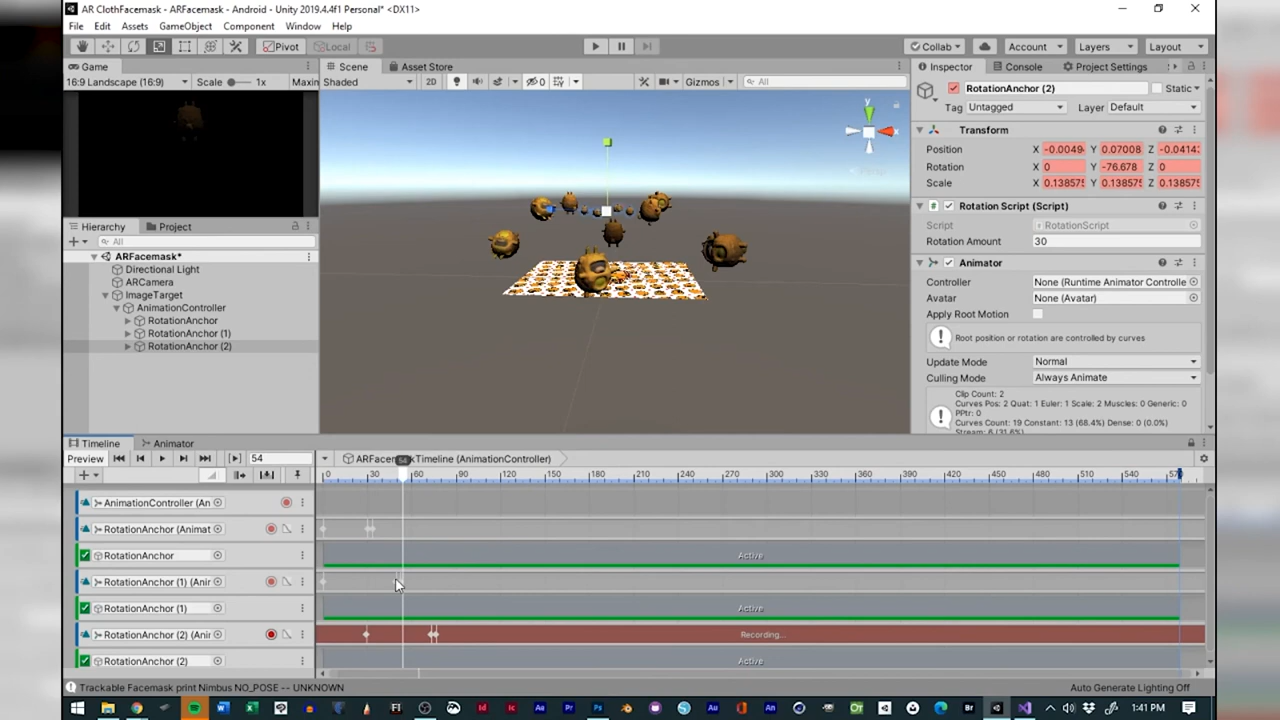 AR ClothFacemask - ARFacemask - Android - Unity 2019.4.4f1 Personal* <DX11>
File Edit Assets GameObject Component Window Help
Pivot Local Collab Account Layers Layout
Game Scene Asset Store Inspector Console Project Settings
16:9 Landscape (16:9) Scale 1x Maxin Shaded 2D 0 Gizmos All
RotationAnchor (2) Static
Tag Untagged Layer Default
y
x
Transform
Position X -0.0049 Y 0.07008 Z -0.0414
Rotation X 0 Y -76.678 Z 0
Scale X 0.13857 Y 0.13857 Z 0.13857
Rotation Script (Script)
Script RotationScript
Rotation Amount 30
Animator
Controller None (Runtime Animator Controlle
Avatar None (Avatar)
Apply Root Motion
Root position or rotation are controlled by curves
Update Mode Normal
Culling Mode Always Animate
Clip Count: 2
Curves Pos: 2 Quat: 1 Euler: 1 Scale: 2 Muscles: 0 Generic: 0
PPtr: 0
Curves Count: 19 Constant: 13 (68.4%) Dense: 0 (0.0%)
Stream: 6 (31.6%)
Hierarchy Project
All
ARFacemask*
Directional Light
ARCamera
ImageTarget
AnimationController
RotationAnchor
RotationAnchor (1)
RotationAnchor (2)
Timeline Animator
Preview 54 ARFacem kTimeline (AnimationController)
0 30 60 90 120 150 180 210 240 270 300 330 360 390 420 450 480 510 540 570
AnimationController (An
RotationAnchor (Animat
RotationAnchor Active
RotationAnchor (1) (Anir
RotationAnchor (1) Active
RotationAnchor (2) (Anir Recording...
RotationAnchor (2) Active
Trackable Facemask print Nimbus NO_POSE -- UNKNOWN Auto Generate Lighting Off
1:41 PM